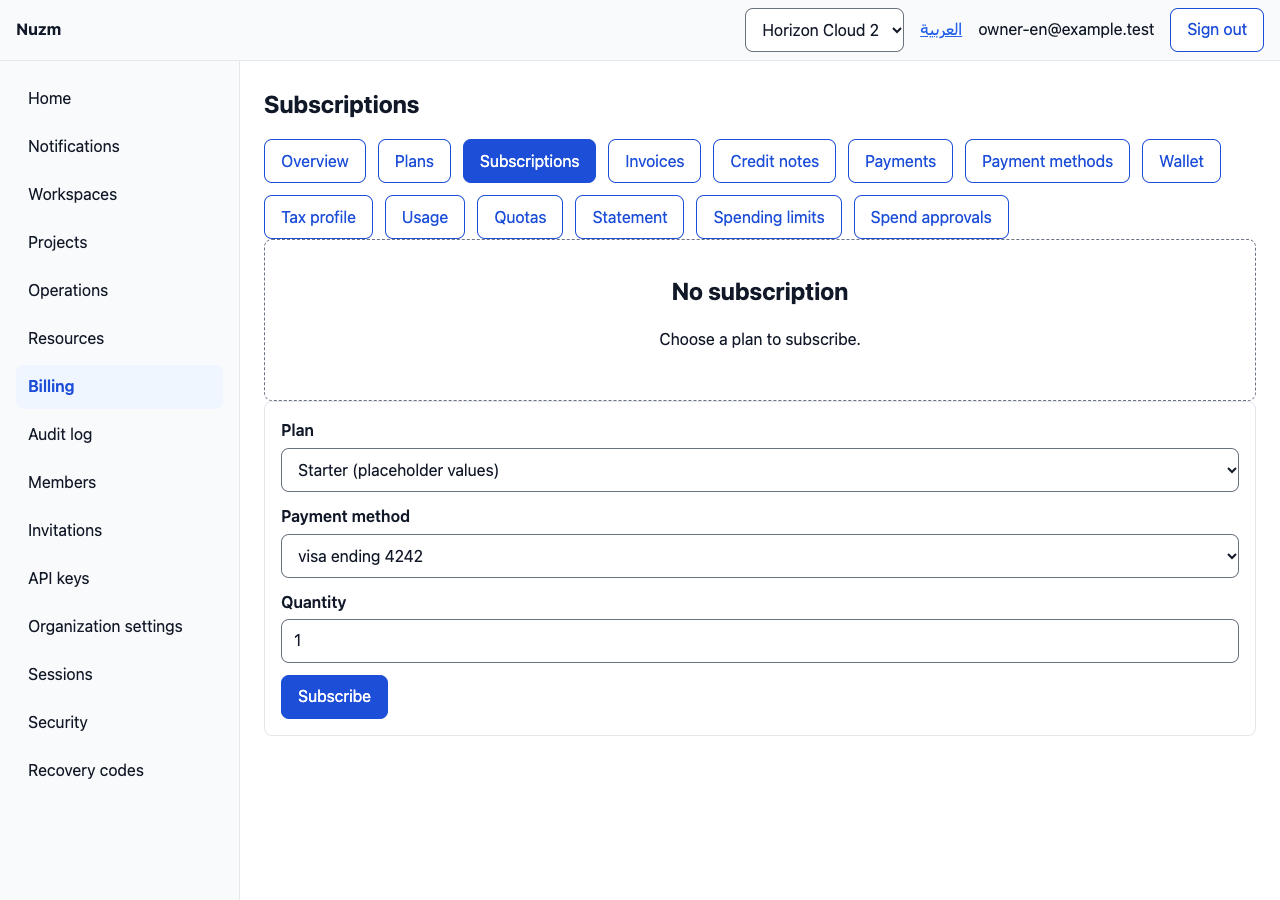 Nuzm
Horizon Cloud 2
العربية
owner-en@example.test
Sign out
Home
Notifications
Workspaces
Projects
Operations
Resources
Billing
Audit log
Members
Invitations
API keys
Organization settings
Sessions
Security
Recovery codes
Subscriptions
Overview
Plans
Subscriptions
Invoices
Credit notes
Payments
Payment methods
Wallet
Tax profile
Usage
Quotas
Statement
Spending limits
Spend approvals
No subscription
Choose a plan to subscribe.
Plan
Starter (placeholder values)
Payment method
visa ending 4242
Quantity
1
Subscribe